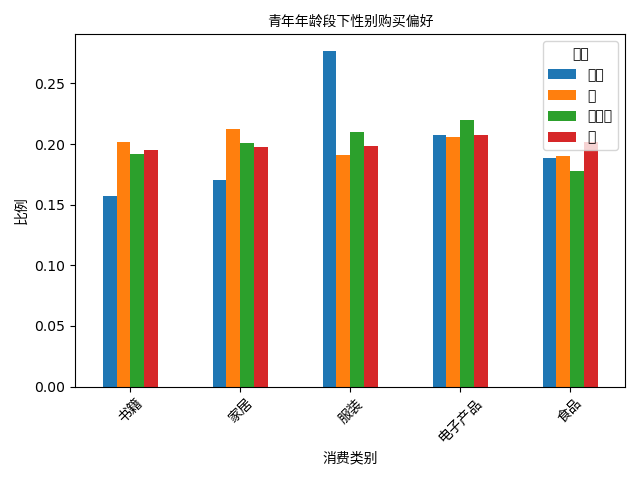 青年年龄段下性别购买偏好
比例
0.25
0.20
0.15
0.10
0.05
0.00
书籍
家居
服装
电子产品
食品
消费类别